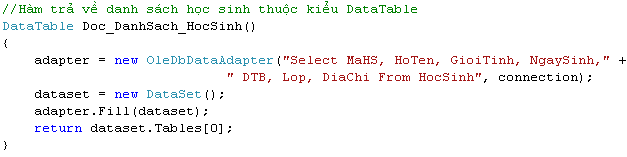 //Hàm trả về danh sách học sinh thuộc kiểu DataTable
DataTable Doc_DanhSach_HocSinh()
{
    adapter = new OleDbDataAdapter("Select MaHS, HoTen, GioiTinh, NgaySinh," +
                            " DTB, Lop, DiaChi From HocSinh", connection);
    dataset = new DataSet();
    adapter.Fill(dataset);
    return dataset.Tables[0];
}